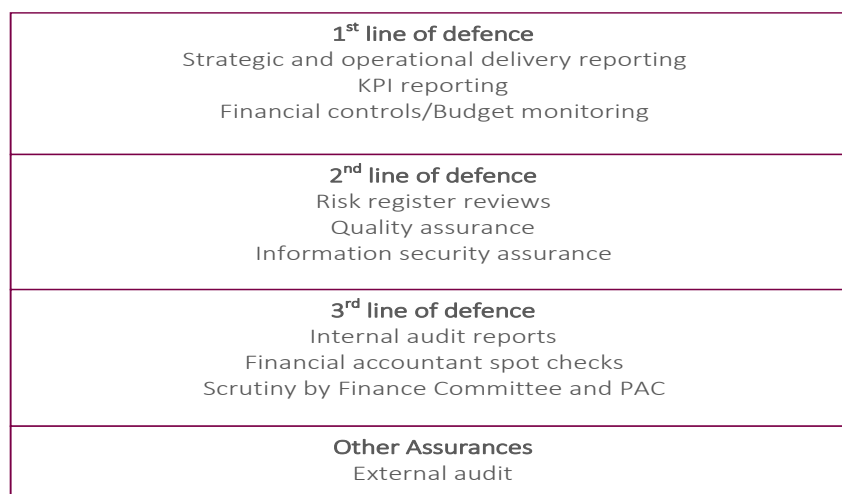 1st line of defence
Strategic and operational delivery reporting
KPI reporting
Financial controls/Budget monitoring
2nd line of defence
Risk register reviews
Quality assurance
Information security assurance
3rd line of defence
Internal audit reports
Financial accountant spot checks
Scrutiny by Finance Committee and PAC
Other Assurances
External audit